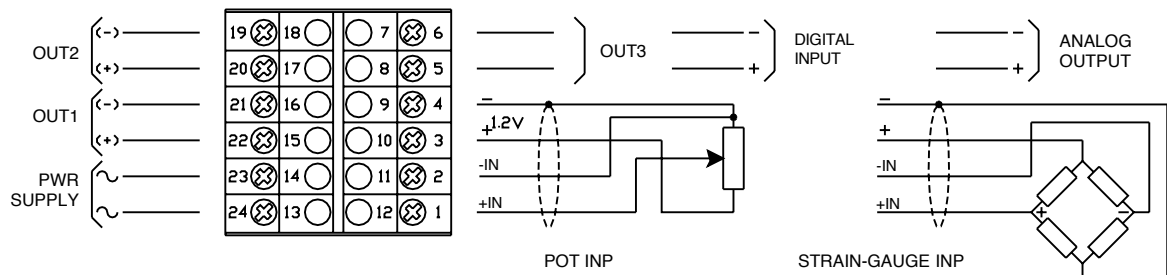 OUT2
(-)
(+)
OUT1
(-)
(+)
PWR
SUPPLY
19 18 7 6
20 17 8 5
21 16 9 4
22 15 10 3
23 14 11 2
24 13 12 1
OUT3
-
+
DIGITAL
INPUT
-
+
ANALOG
OUTPUT
-
+ 1.2V
-IN
+IN
POT INP
-
+
-IN
+IN
+ -
STRAIN-GAUGE INP